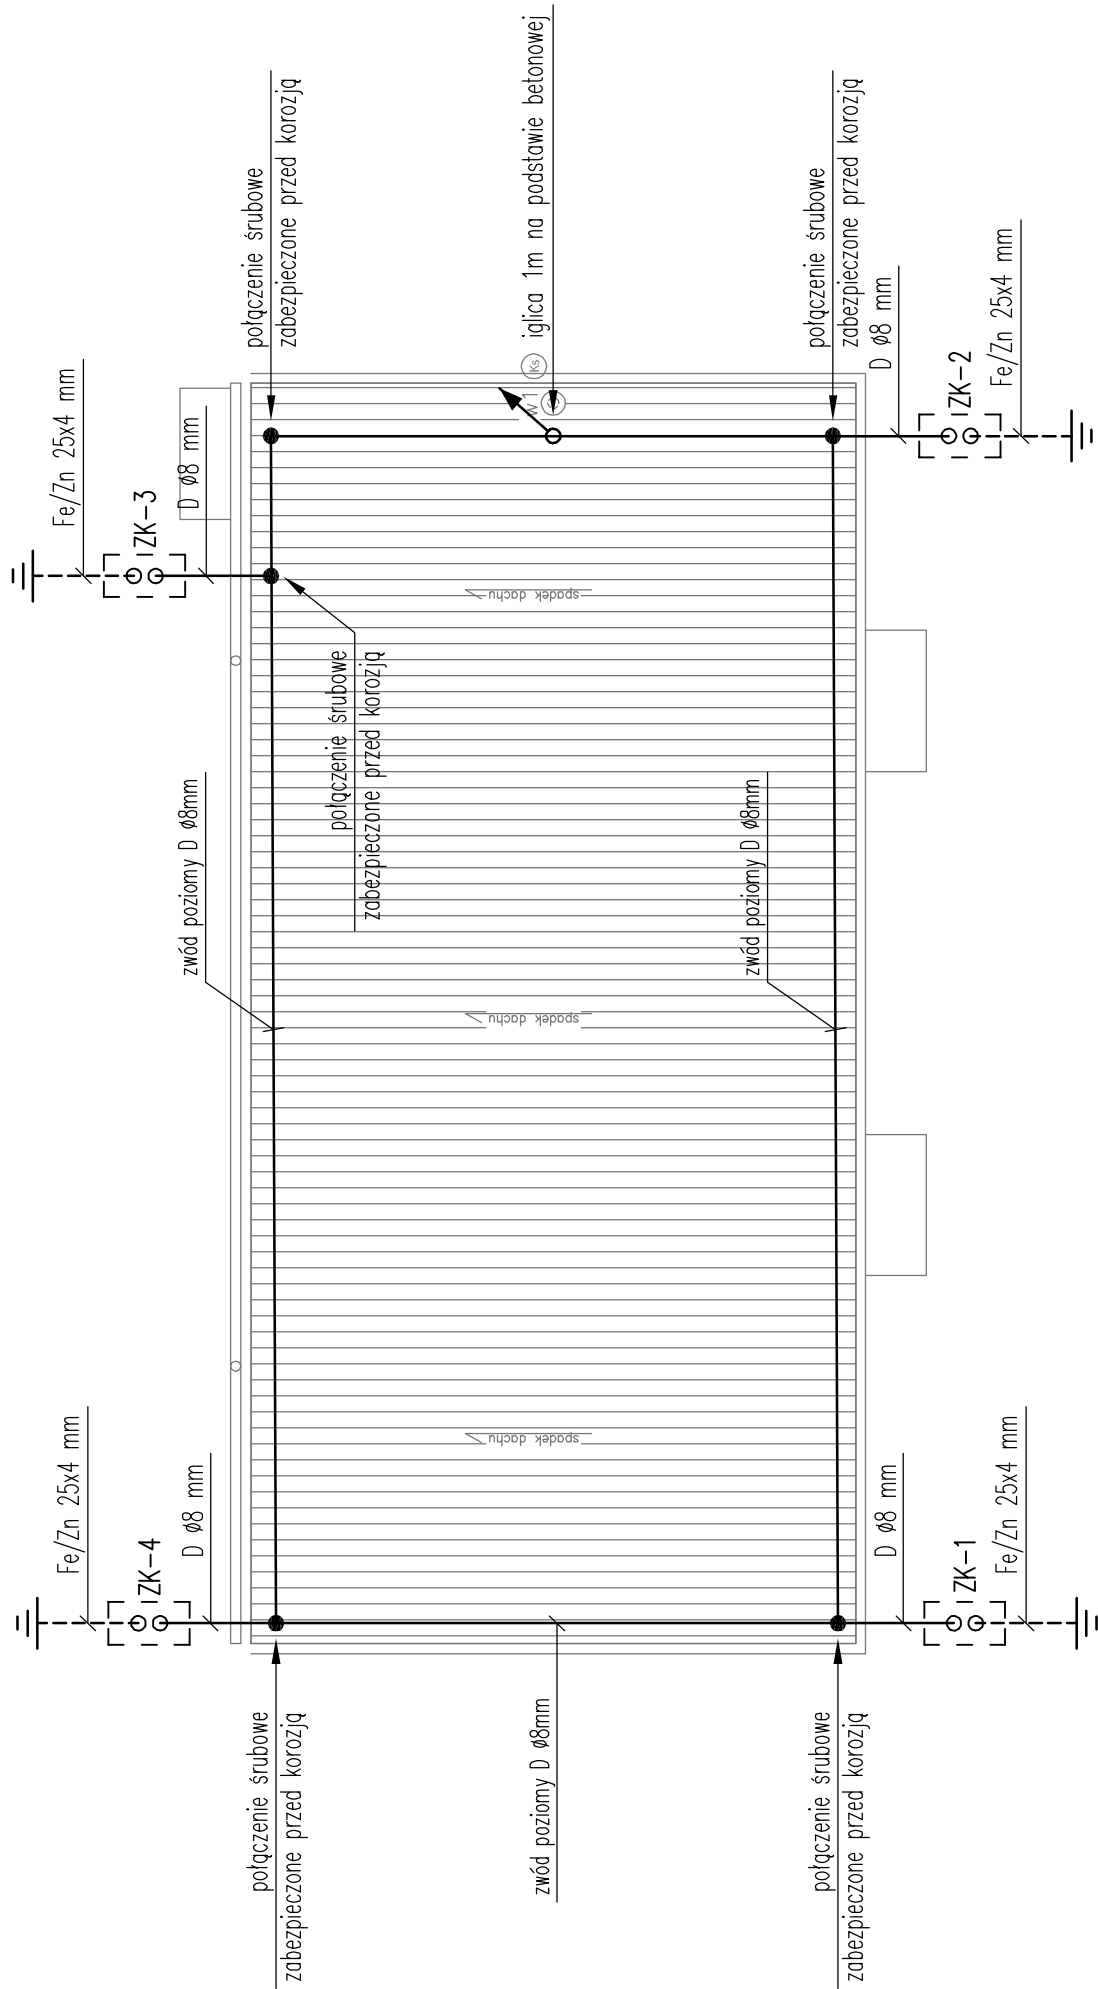 połączenie śrubowe
zabezpieczone przed korozją
iglica 1m na podstawie betonowej
połączenie śrubowe
zabezpieczone przed korozją
Fe/Zn 25x4 mm
D ø8 mm
ZK-3
Ks
w 1
D ø8 mm
ZK-2
Fe/Zn 25x4 mm
spadek dachu
połączenie śrubowe
zabezpieczone przed korozją
zwód poziomy D ø8mm
zwód poziomy D ø8mm
spadek dachu
spadek dachu
Fe/Zn 25x4 mm
D ø8 mm
ZK-4
D ø8 mm
ZK-1
Fe/Zn 25x4 mm
połączenie śrubowe
zabezpieczone przed korozją
zwód poziomy D ø8mm
połączenie śrubowe
zabezpieczone przed korozją